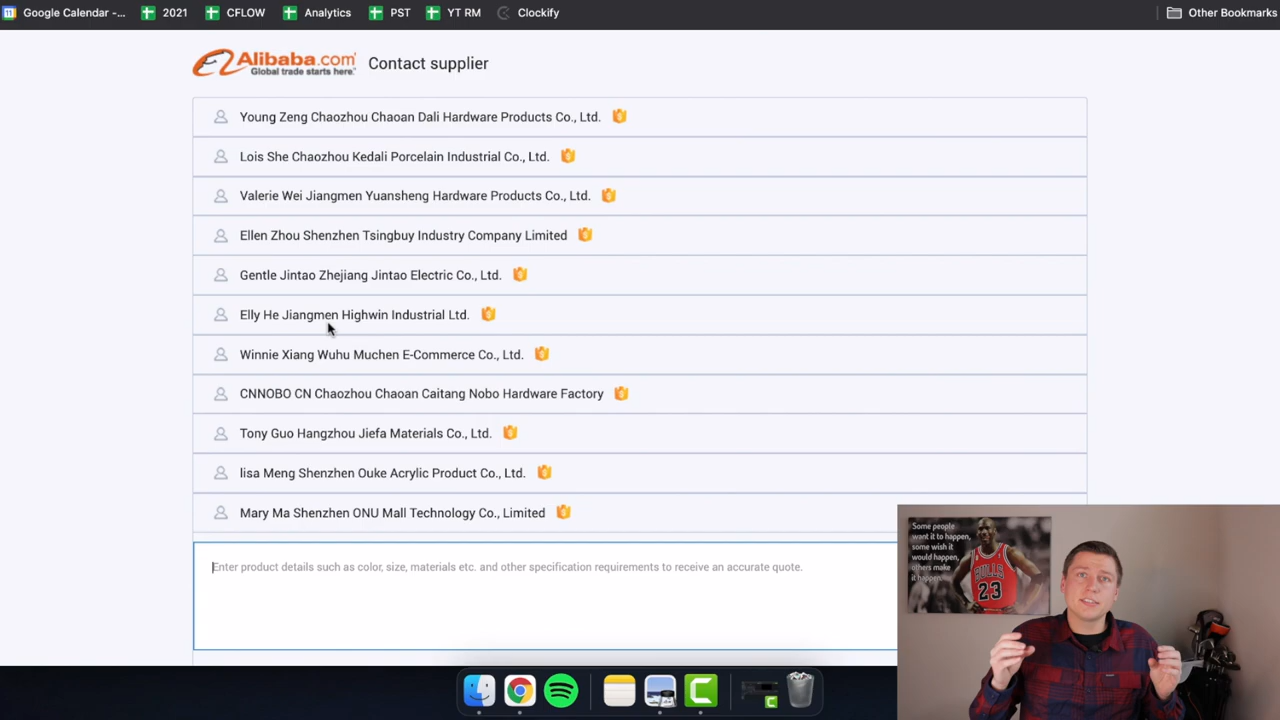 Google Calendar -...
2021
CFLOW
Analytics
PST
YT RM
Clockify
Other Bookmarks
Alibaba.com
Global trade starts here.
Contact supplier
Young Zeng Chaozhou Chaoan Dali Hardware Products Co., Ltd.
Lois She Chaozhou Kedali Porcelain Industrial Co., Ltd.
Valerie Wei Jiangmen Yuansheng Hardware Products Co., Ltd.
Ellen Zhou Shenzhen Tsingbuy Industry Company Limited
Gentle Jintao Zhejiang Jintao Electric Co., Ltd.
Elly He Jiangmen Highwin Industrial Ltd.
Winnie Xiang Wuhu Muchen E-Commerce Co., Ltd.
CNNOBO CN Chaozhou Chaoan Caitang Nobo Hardware Factory
Tony Guo Hangzhou Jiefa Materials Co., Ltd.
lisa Meng Shenzhen Ouke Acrylic Product Co., Ltd.
Mary Ma Shenzhen ONU Mall Technology Co., Limited
Enter product details such as color, size, materials etc. and other specification requirements to receive an accurate quote.
Some people
want it to happen,
some wish it
would happen,
others make
it happen.
BULLS
23